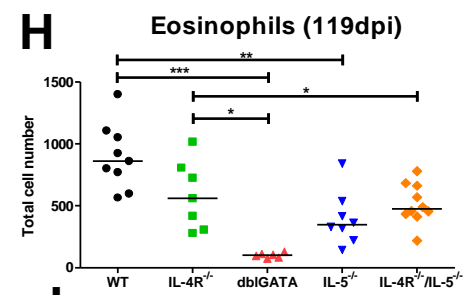 H
Eosinophils (119dpi)
**
***
*
*
Total cell number
1500
1000
500
0
WT
IL-4R-/-
dblGATA
IL-5-/-
IL-4R-/-/IL-5-/-